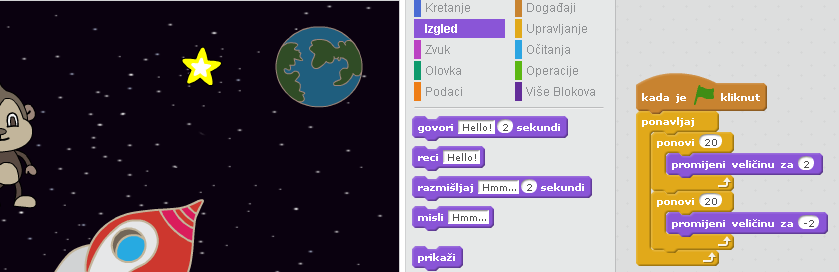 Kretanje
Događaji
Izgled
Upravljanje
Zvuk
Očitanja
Olovka
Operacije
Podaci
Više Blokova
govori Hello! 2 sekundi
reci Hello!
razmišljaj Hmm... 2 sekundi
misli Hmm...
prikaži
kada je kliknut
ponavljaj
ponovi 20
promijeni veličinu za 2
ponovi 20
promijeni veličinu za -2